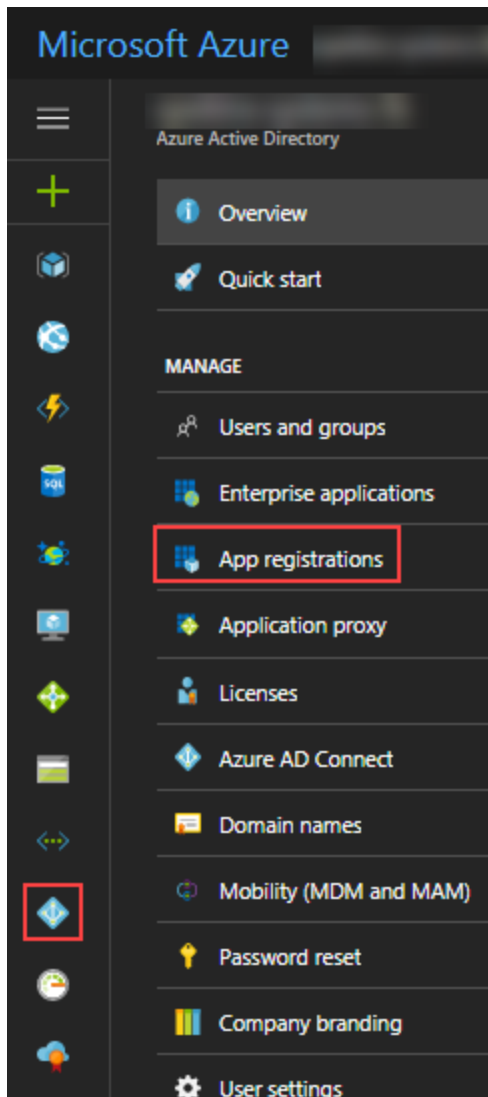 Microsoft Azure
Azure Active Directory
Overview
Quick start
MANAGE
Users and groups
Enterprise applications
App registrations
Application proxy
Licenses
Azure AD Connect
Domain names
SQL
Mobility (MDM and MAM)
Password reset
Company branding
User settings